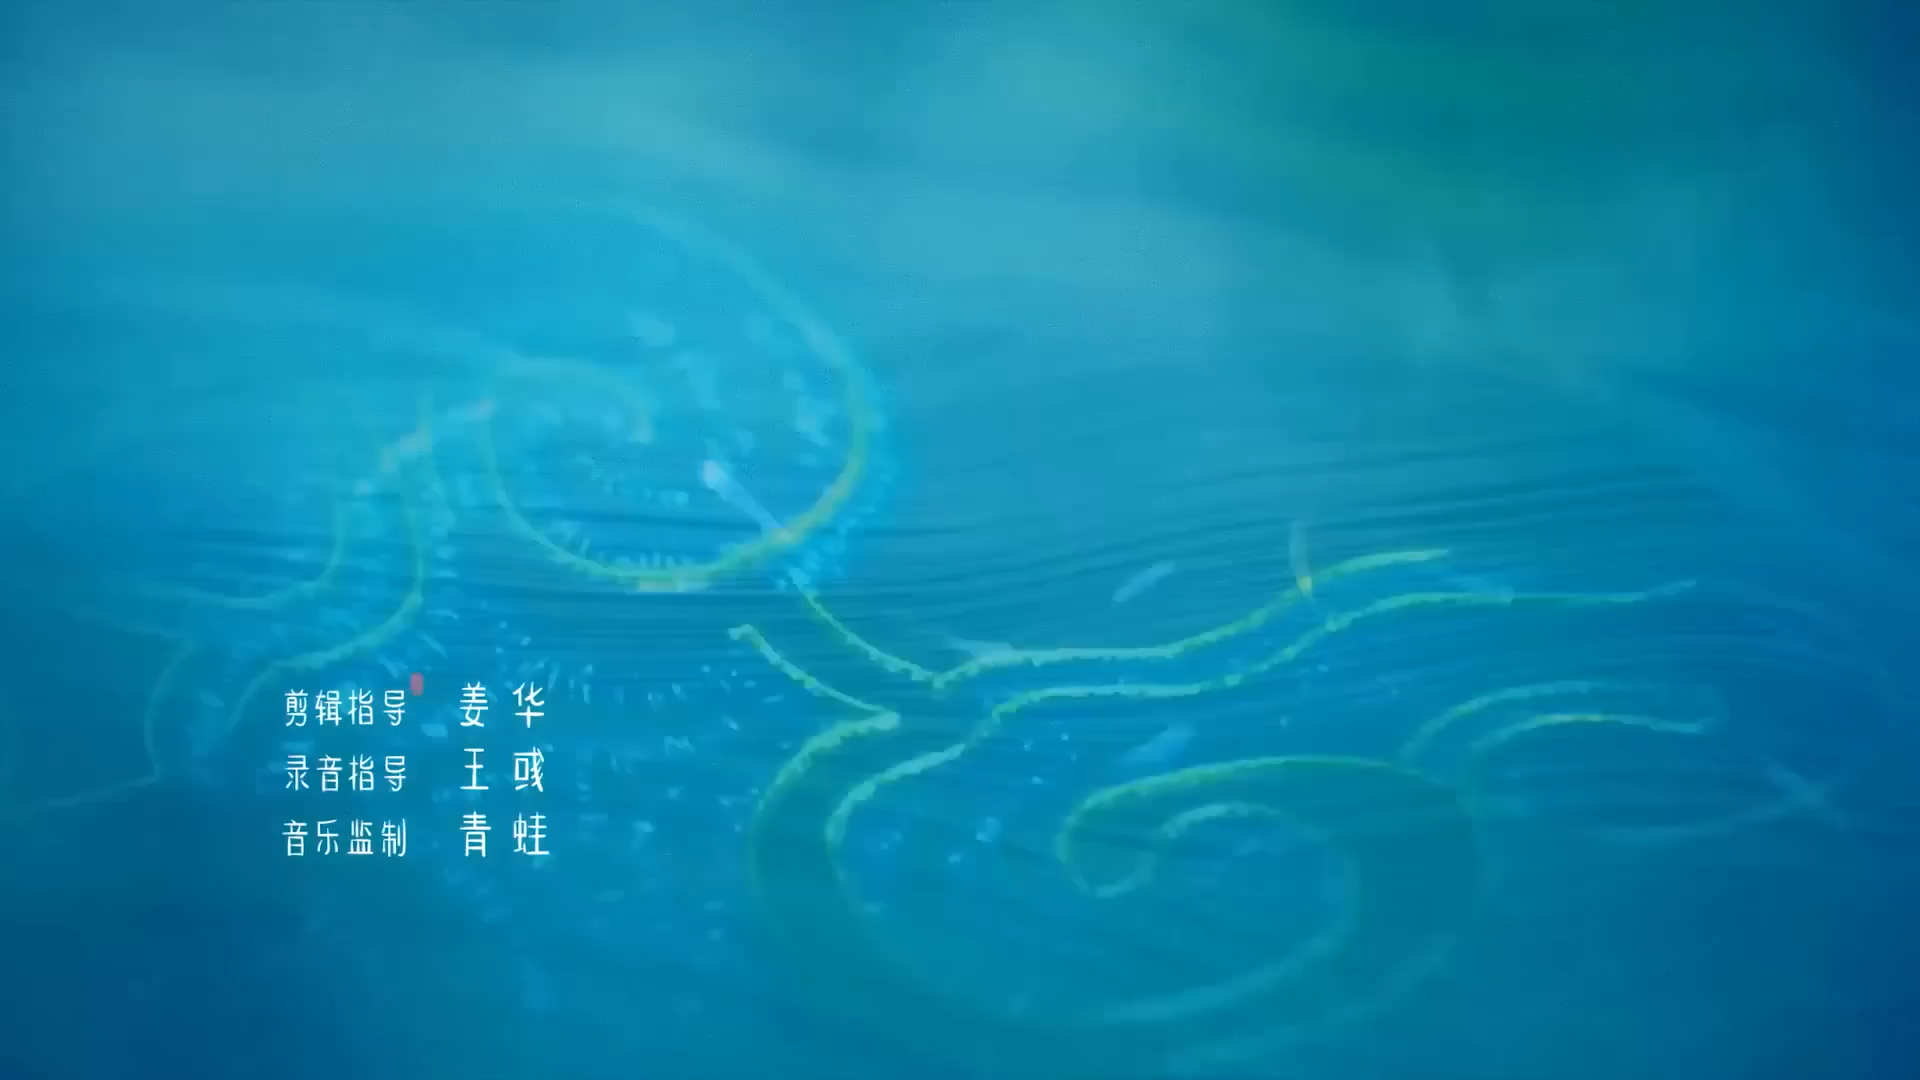 剪辑指导 姜华
录音指导 王彧
音乐监制 青蛙